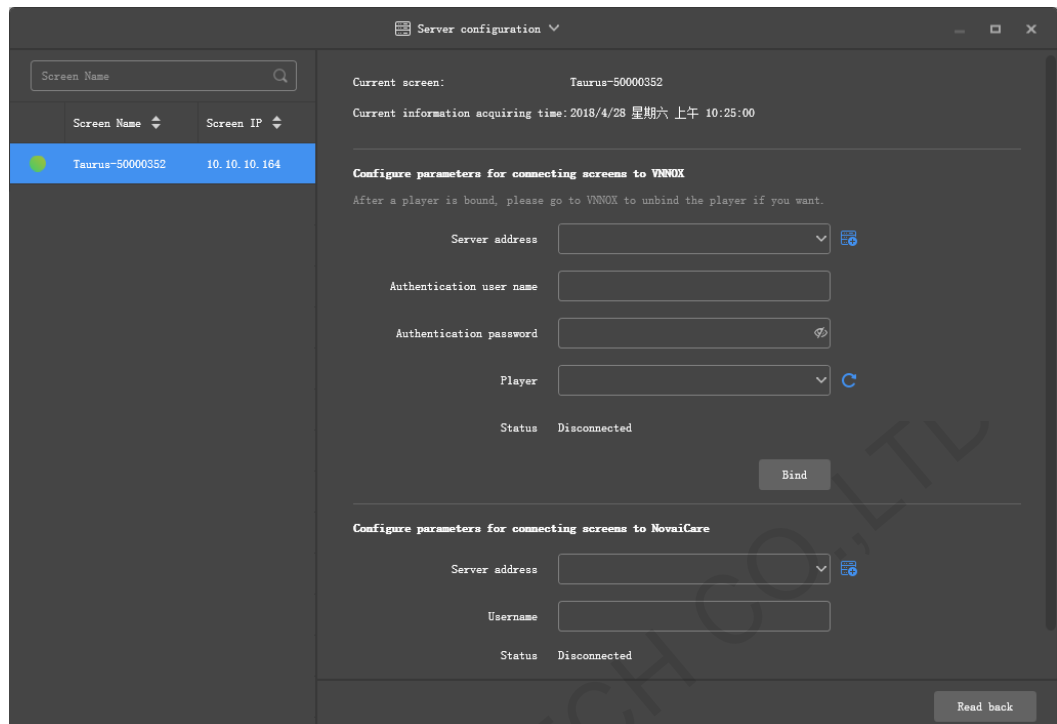 Server configuration
Screen Name
Screen Name Screen IP
Taurus-50000352 10.10.10.164
Current screen: Taurus-50000352
Current information acquiring time: 2018/4/28 星期六 上午 10:25:00
Configure parameters for connecting screens to VNNOX
After a player is bound, please go to VNNOX to unbind the player if you want.
Server address
Authentication user name
Authentication password
Player
Status Disconnected
Bind
Configure parameters for connecting screens to NovaiCare
Server address
Username
Status Disconnected
Read back
CH CO.,LTD